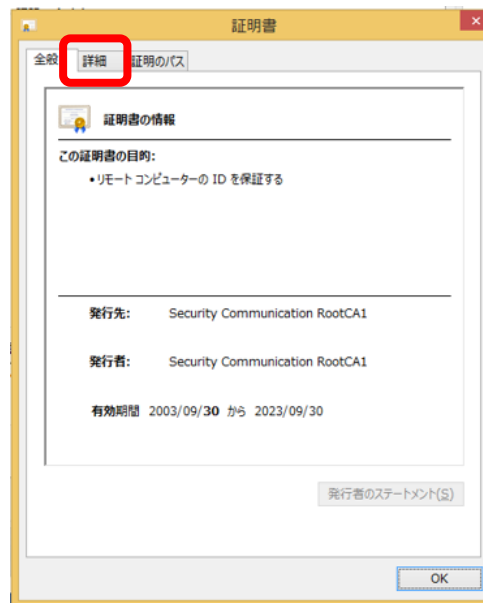 証明書
×
全般 詳細 証明のパス
証明書の情報
この証明書の目的:
•リモート コンピューターの ID を保証する
発行先: Security Communication RootCA1
発行者: Security Communication RootCA1
有効期間 2003/09/30 から 2023/09/30
発行者のステートメント(S)
OK